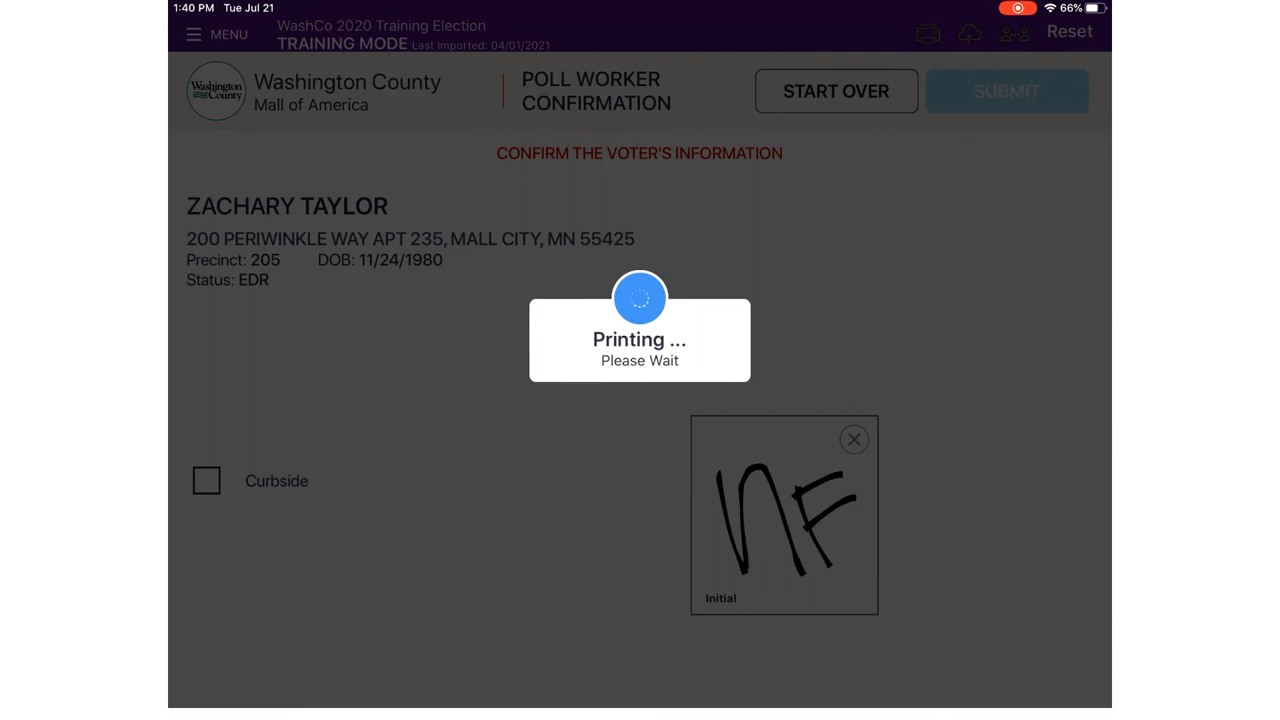 1:40 PM Tue Jul 21
66%
MENU
WashCo 2020 Training Election
TRAINING MODE Last Imported: 04/01/2021
Reset
Washington County
Washington County
Mall of America
POLL WORKER
CONFIRMATION
START OVER
SUBMIT
CONFIRM THE VOTER'S INFORMATION
ZACHARY TAYLOR
200 PERIWINKLE WAY APT 235, MALL CITY, MN 55425
Precinct: 205 DOB: 11/24/1980
Status: EDR
Printing ...
Please Wait
Curbside
NF
Initial